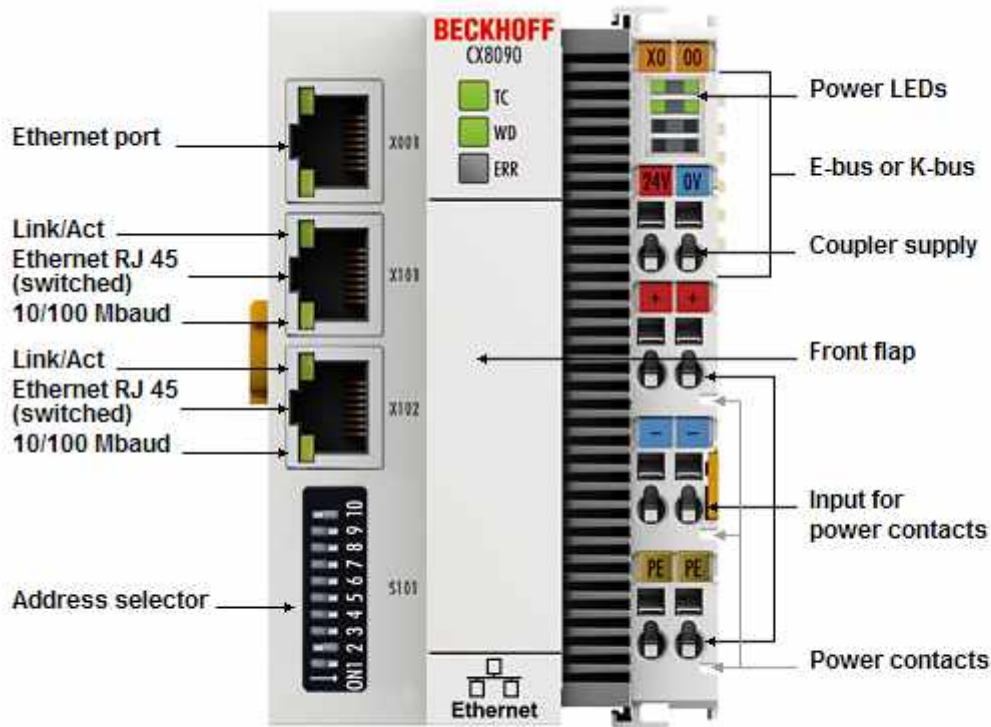 BECKHOFF
CX8090
TC
WD
ERR
X0 00
Power LEDs
Ethernet port
X001
E-bus or K-bus
24V 0V
Link/Act
Ethernet RJ 45
(switched)
10/100 Mbaud
X101
Coupler supply
+ +
Link/Act
Ethernet RJ 45
(switched)
10/100 Mbaud
X102
Front flap
- -
Input for
power contacts
Address selector
ON 1 2 3 4 5 6 7 8 9 10
S101
PE PE
Power contacts
Ethernet